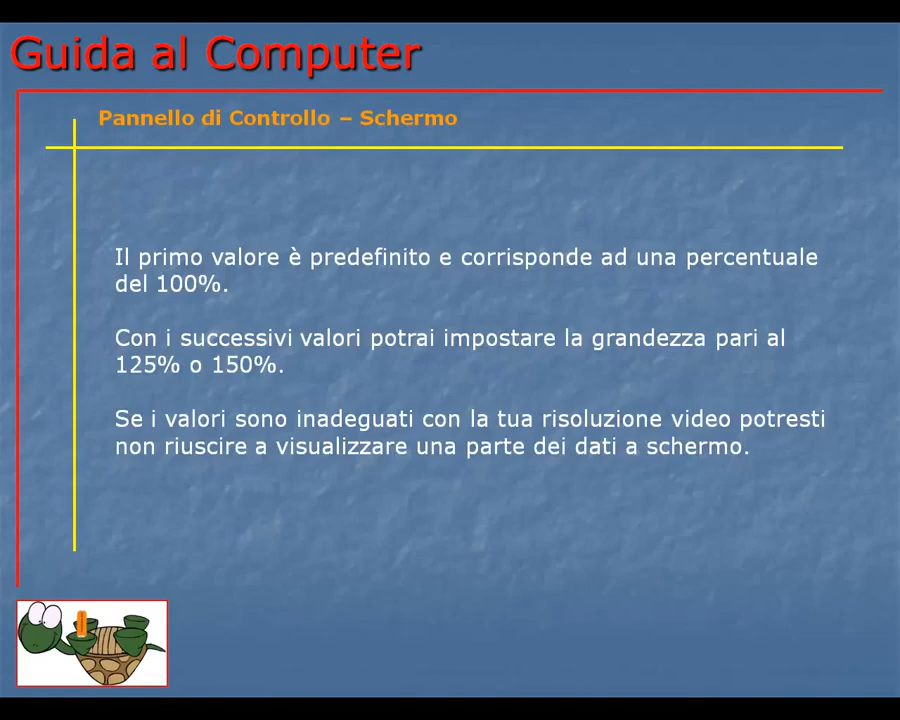 Guida al Computer
Pannello di Controllo – Schermo
Il primo valore è predefinito e corrisponde ad una percentuale
del 100%.
Con i successivi valori potrai impostare la grandezza pari al
125% o 150%.
Se i valori sono inadeguati con la tua risoluzione video potresti
non riuscire a visualizzare una parte dei dati a schermo.